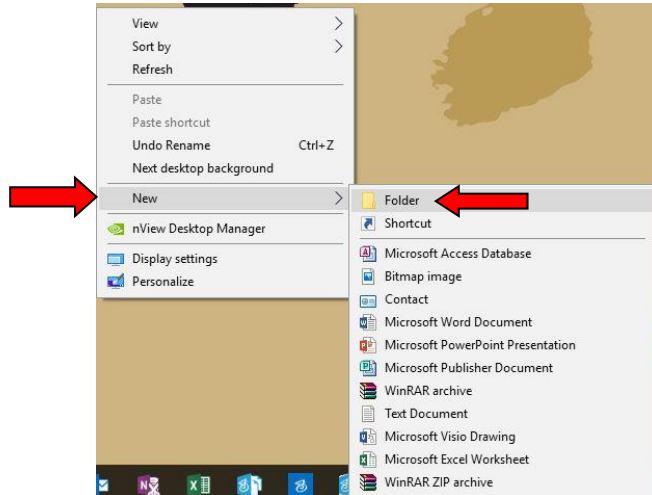 View
Sort by
Refresh
Paste
Paste shortcut
Undo Rename Ctrl+Z
Next desktop background
New
nView Desktop Manager
Display settings
Personalize
Folder
Shortcut
Microsoft Access Database
Bitmap image
Contact
Microsoft Word Document
Microsoft PowerPoint Presentation
Microsoft Publisher Document
WinRAR archive
Text Document
Microsoft Visio Drawing
Microsoft Excel Worksheet
WinRAR ZIP archive